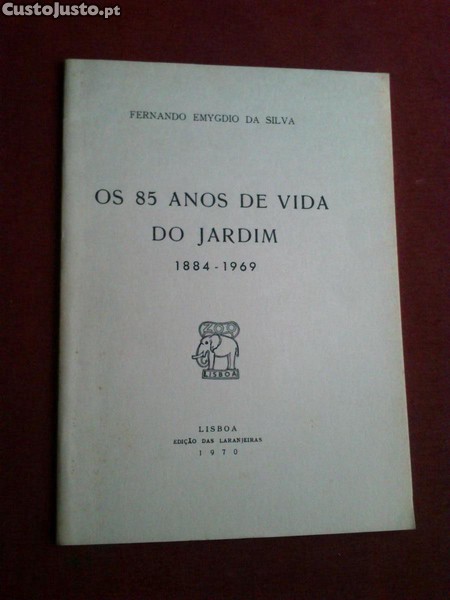 CustoJusto.pt
FERNANDO EMYGDIO DA SILVA
OS 85 ANOS DE VIDA
DO JARDIM
1884-1969
ZOO
LISBOA
LISBOA
EDIÇÃO DAS LARANJEIRAS
1970